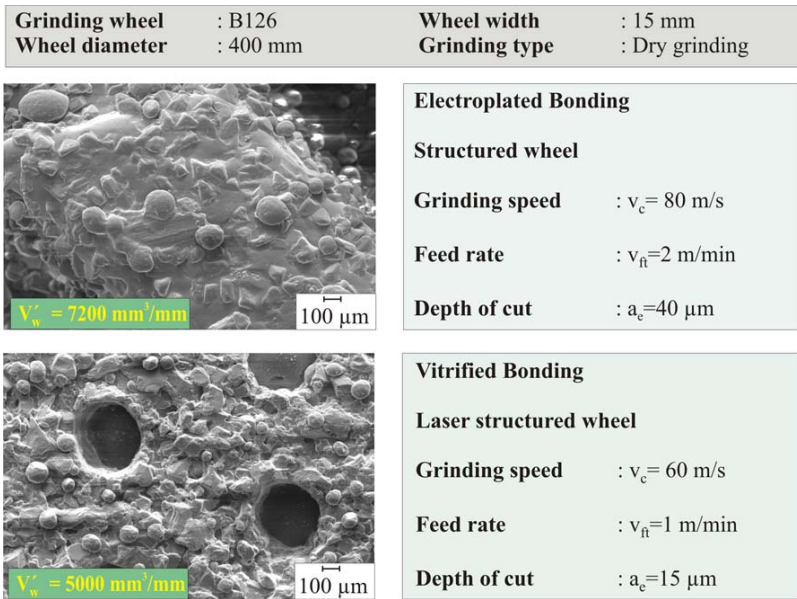 Grinding wheel : B126 Wheel width : 15 mm
Wheel diameter : 400 mm Grinding type : Dry grinding
V′w = 7200 mm³/mm
100 µm
Electroplated Bonding
Structured wheel
Grinding speed : vc= 80 m/s
Feed rate : vft=2 m/min
Depth of cut : ae=40 µm
V′w = 5000 mm³/mm
100 µm
Vitrified Bonding
Laser structured wheel
Grinding speed : vc= 60 m/s
Feed rate : vft=1 m/min
Depth of cut : ae=15 µm